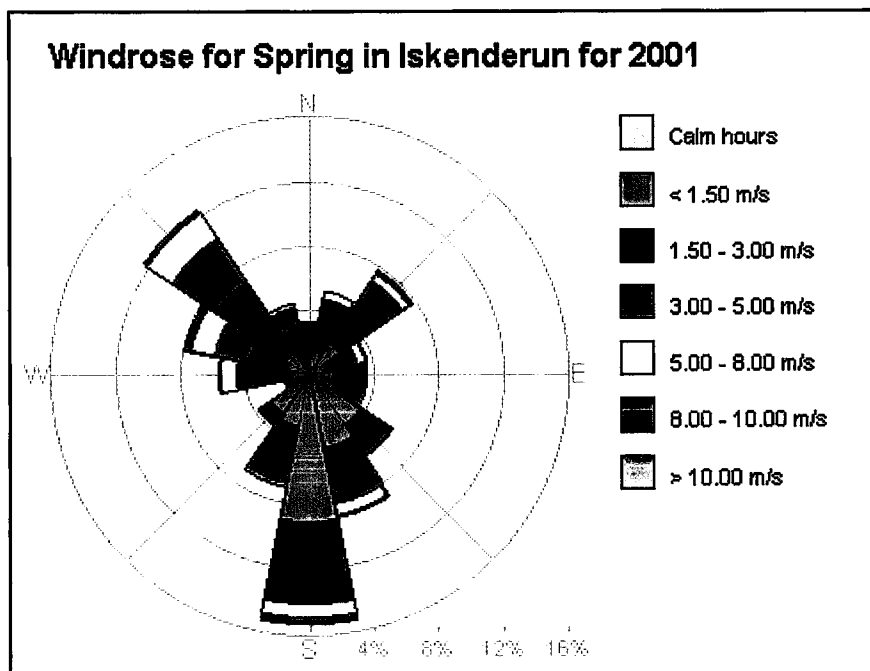 Windrose for Spring in Iskenderun for 2001
N
Calm hours
< 1.50 m/s
1.50 - 3.00 m/s
3.00 - 5.00 m/s
W
E
5.00 - 8.00 m/s
8.00 - 10.00 m/s
> 10.00 m/s
S 4% 8% 12% 16%